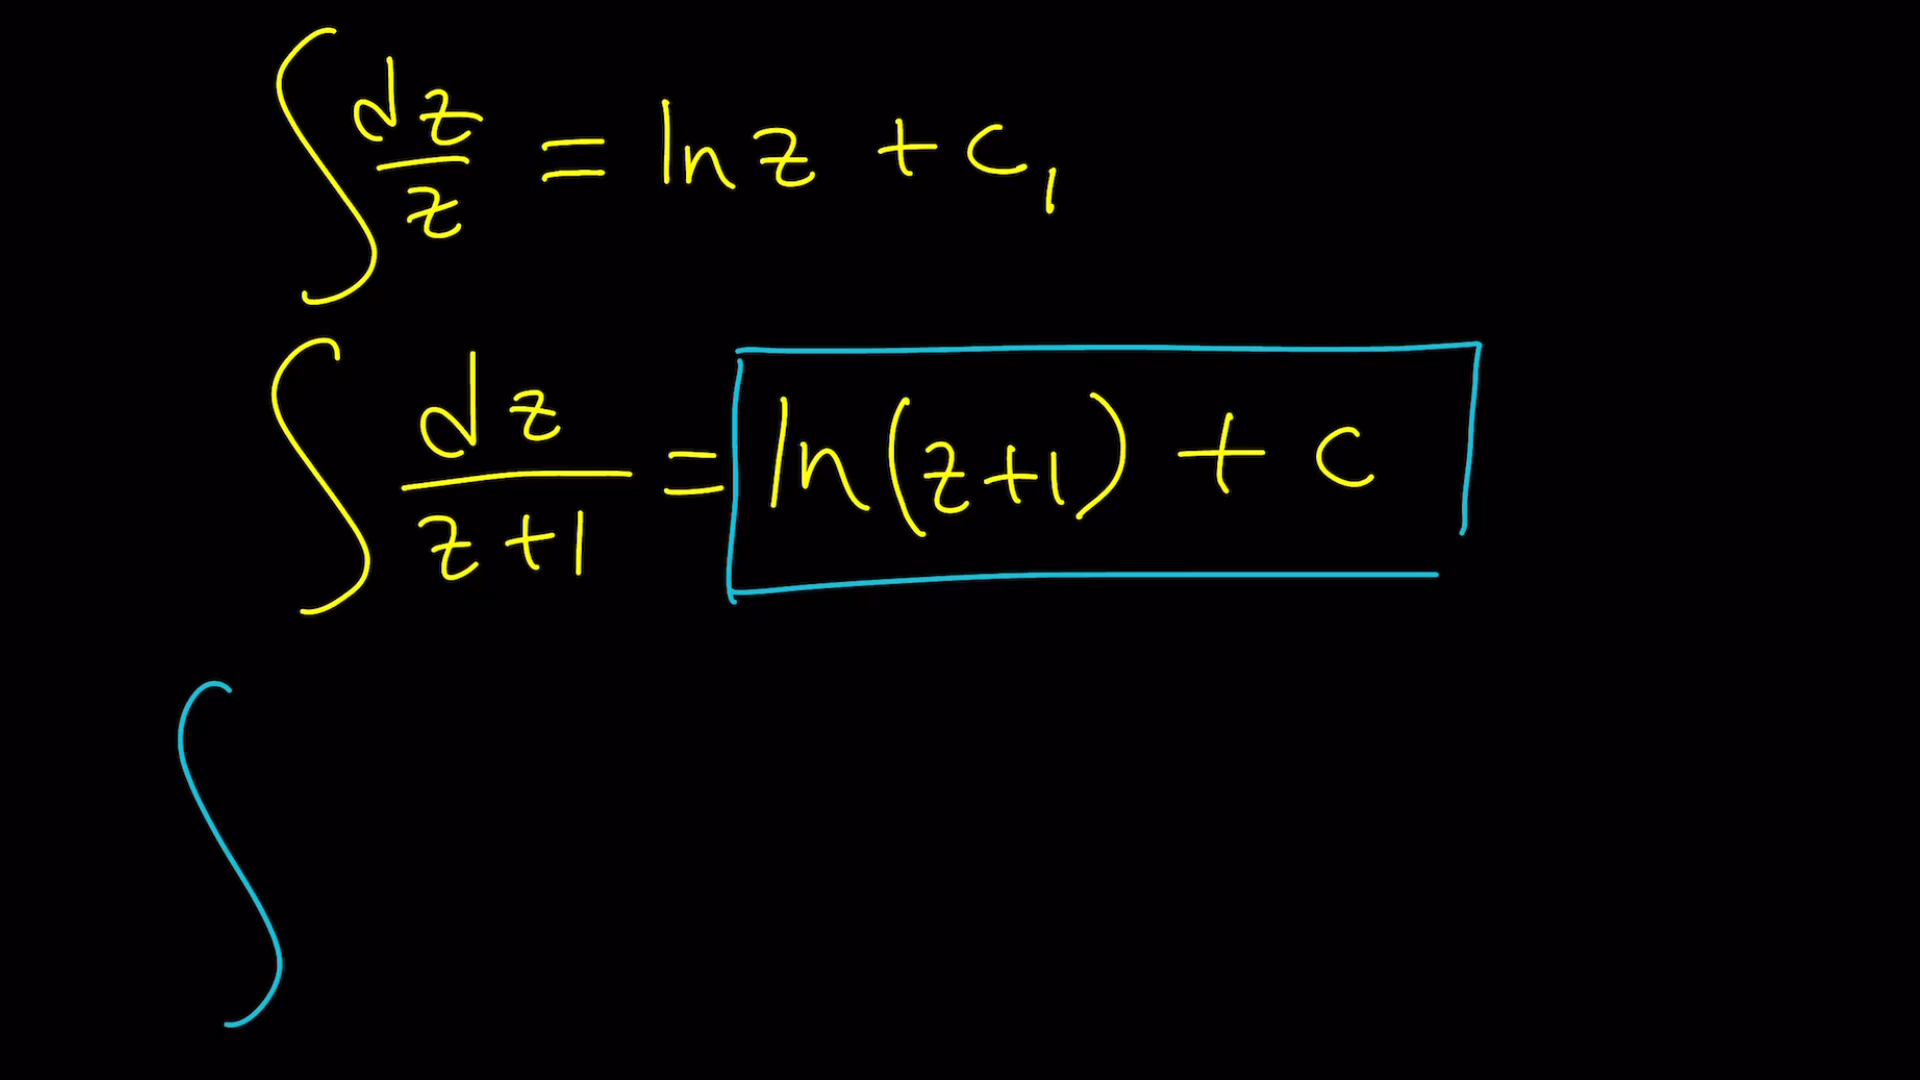 ∫ dz/z = ln z + c₁
∫ dz/(z+1) = ln(z+1) + c
∫